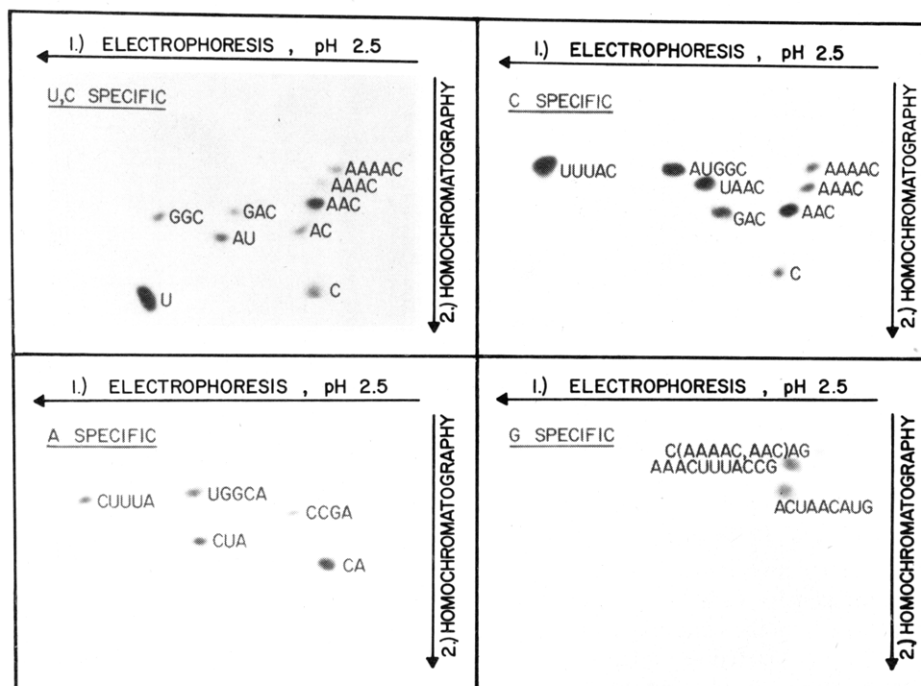 I.) ELECTROPHORESIS , pH 2.5
U,C SPECIFIC
AAAAC
AAAC
AAC
GGC
GAC
AU
AC
U
C
2.) HOMOCHROMATOGRAPHY
I.) ELECTROPHORESIS , pH 2.5
C SPECIFIC
UUUAC
AUGGC
AAAAC
UAAC
AAAC
GAC
AAC
C
2.) HOMOCHROMATOGRAPHY
I.) ELECTROPHORESIS , pH 2.5
A SPECIFIC
CUUUA
UGGCA
CCGA
CUA
CA
2.) HOMOCHROMATOGRAPHY
I.) ELECTROPHORESIS , pH 2.5
G SPECIFIC
C(AAAAC,AAC)AG
AAACUUUACCG
ACUAACAUG
2.) HOMOCHROMATOGRAPHY